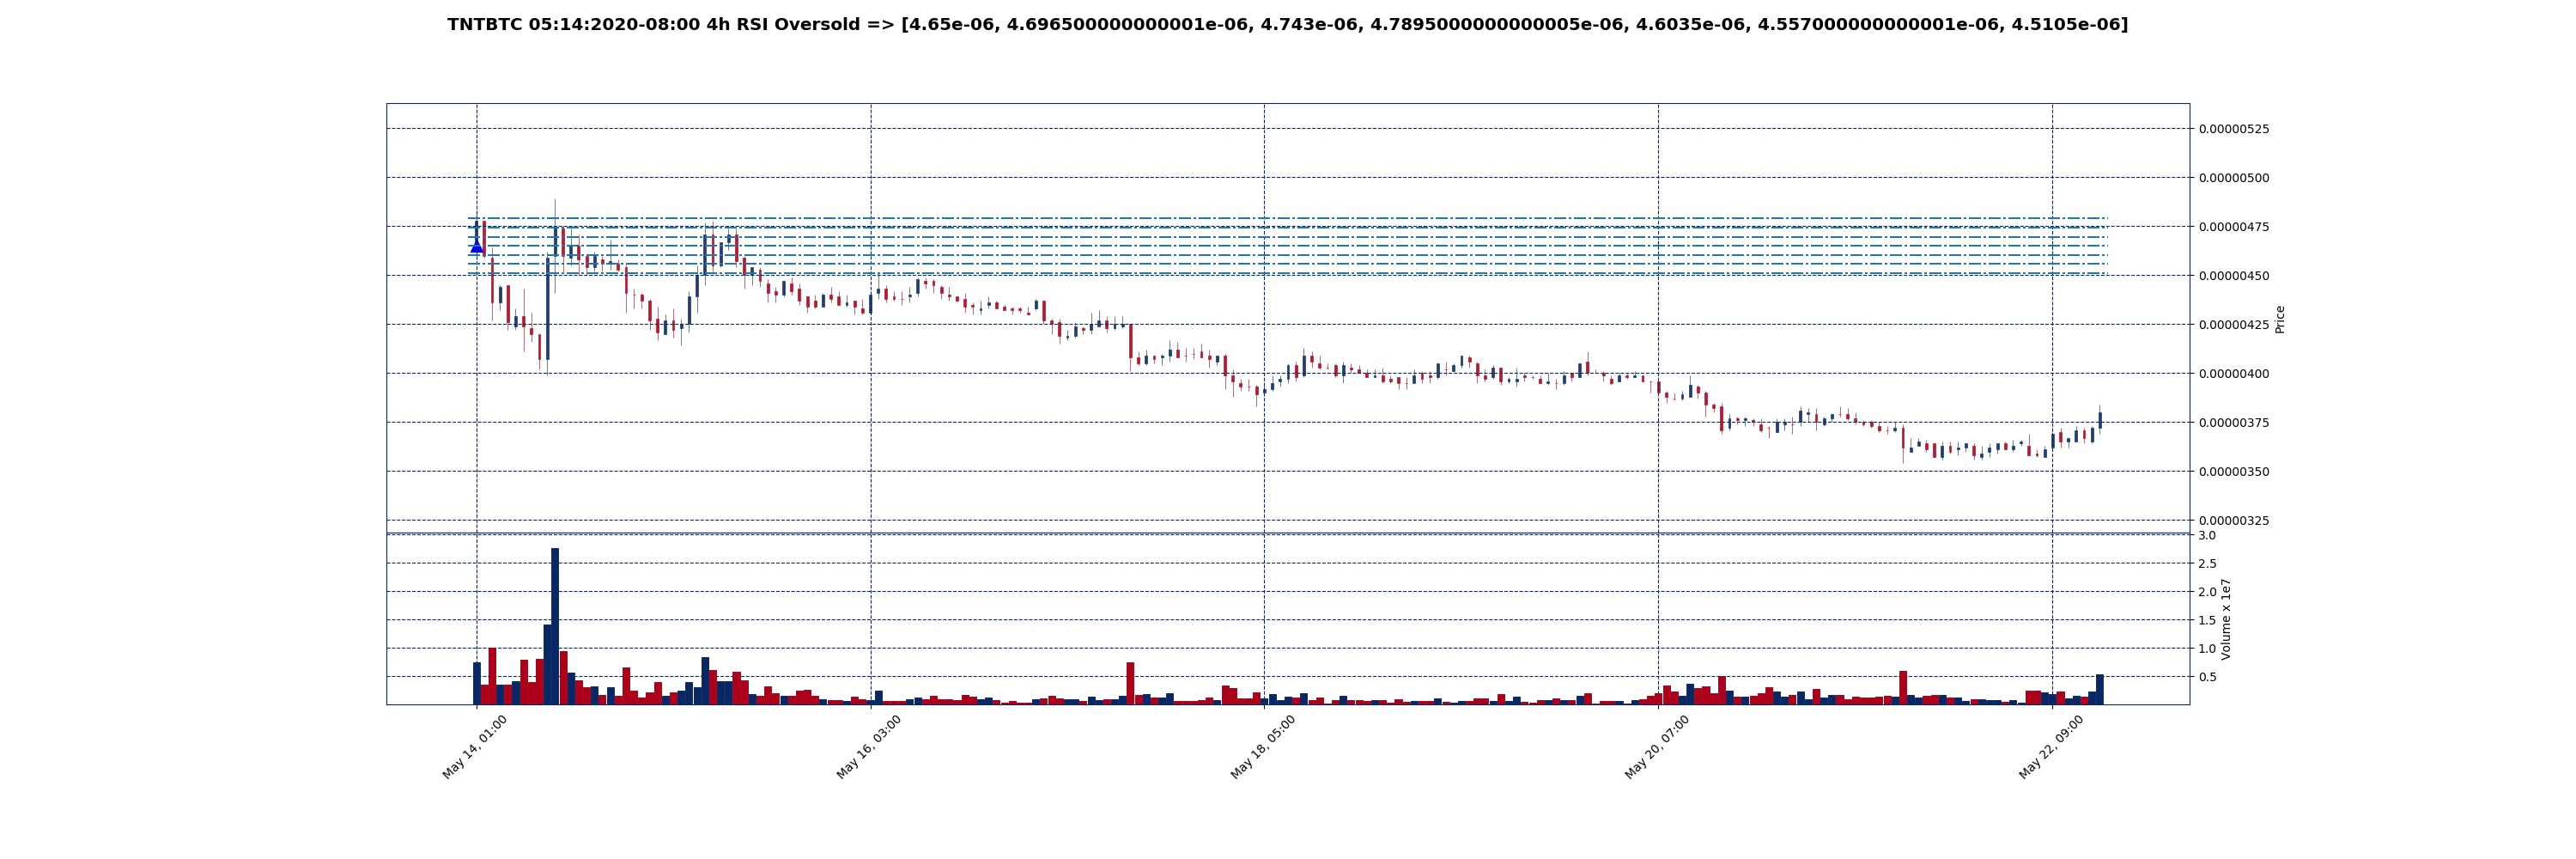 TNTBTC 05:14:2020-08:00 4h RSI Oversold => [4.65e-06, 4.696500000000001e-06, 4.743e-06, 4.7895000000000005e-06, 4.6035e-06, 4.557000000000001e-06, 4.5105e-06]
0.00000525
0.00000500
0.00000475
0.00000450
0.00000425
0.00000400
0.00000375
0.00000350
0.00000325
Price
3.0
2.5
2.0
1.5
1.0
0.5
Volume x 1e7
May 14, 01:00
May 16, 03:00
May 18, 05:00
May 20, 07:00
May 22, 09:00